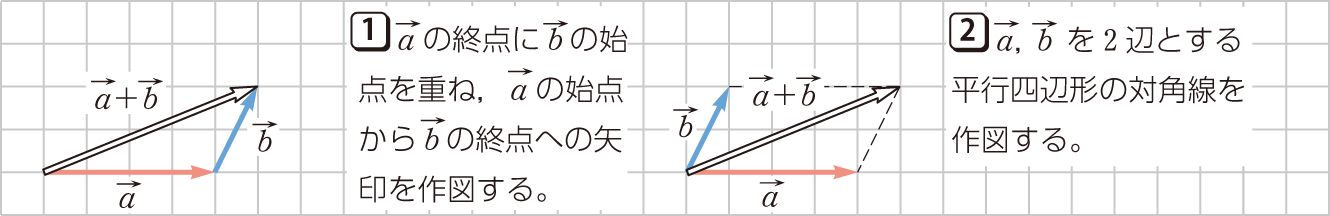 a⃗+b⃗
b⃗
a⃗
1 a⃗の終点にb⃗の始
点を重ね，a⃗の始点
からb⃗の終点への矢
印を作図する。
a⃗+b⃗
b⃗
a⃗
2 a⃗, b⃗を2辺とする
平行四辺形の対角線を
作図する。